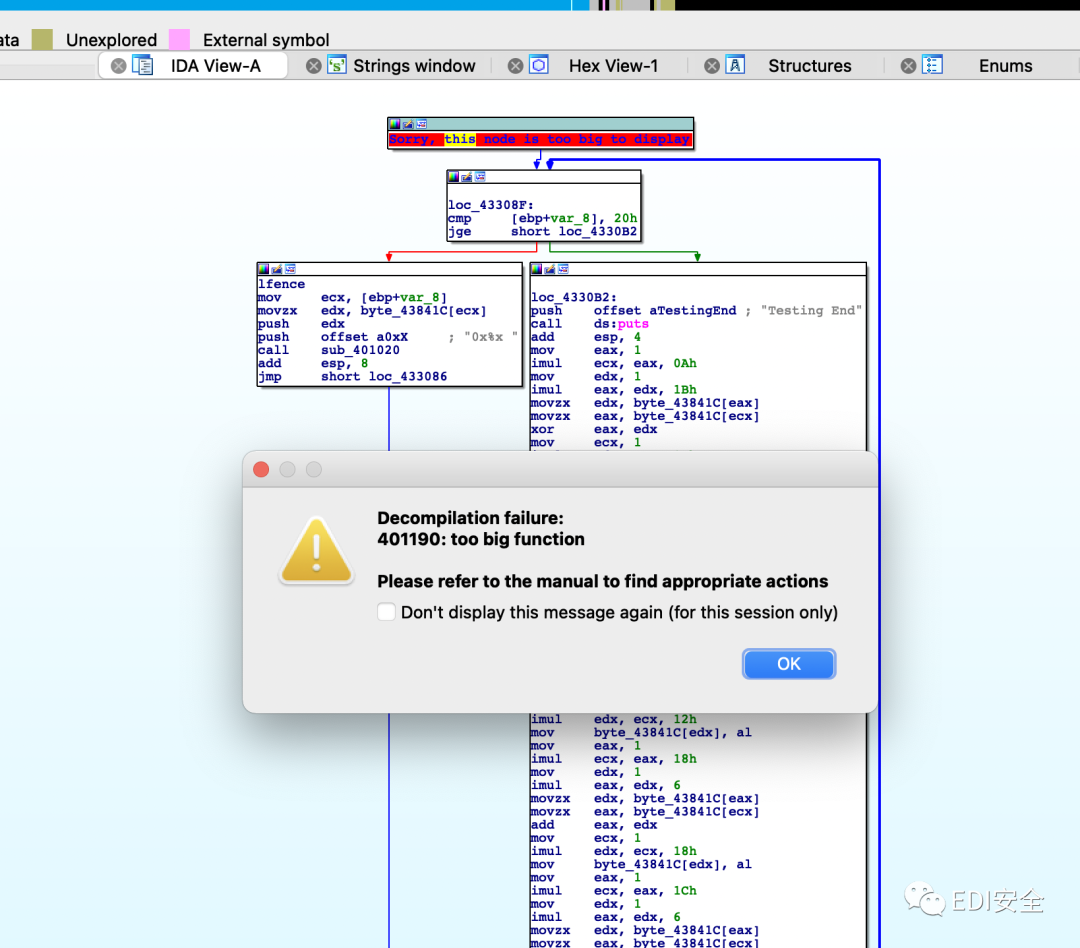 ata Unexplored External symbol
IDA View-A Strings window Hex View-1 Structures Enums
Sorry, this node is too big to display
loc_43308F:
cmp [ebp+var_8], 20h
jge short loc_4330B2
lfence
mov ecx, [ebp+var_8]
movzx edx, byte_43841C[ecx]
push edx
push offset a0xX ; "0x%x "
call sub_401020
add esp, 8
jmp short loc_433086
loc_4330B2:
push offset aTestingEnd ; "Testing End"
call ds:puts
add esp, 4
mov eax, 1
imul ecx, eax, 0Ah
mov edx, 1
imul eax, edx, 1Bh
movzx edx, byte_43841C[eax]
movzx eax, byte_43841C[ecx]
xor eax, edx
mov ecx, 1
Decompilation failure:
401190: too big function
Please refer to the manual to find appropriate actions
Don't display this message again (for this session only)
OK
imul edx, ecx, 12h
mov byte_43841C[edx], al
mov eax, 1
imul ecx, eax, 18h
mov edx, 1
imul eax, edx, 6
movzx edx, byte_43841C[eax]
movzx eax, byte_43841C[ecx]
add eax, edx
mov ecx, 1
imul edx, ecx, 18h
mov byte_43841C[edx], al
mov eax, 1
imul ecx, eax, 1Ch
mov edx, 1
imul eax, edx, 6
movzx edx, byte_43841C[eax]
movzx eax, byte_43841C[ecx]
EDI安全